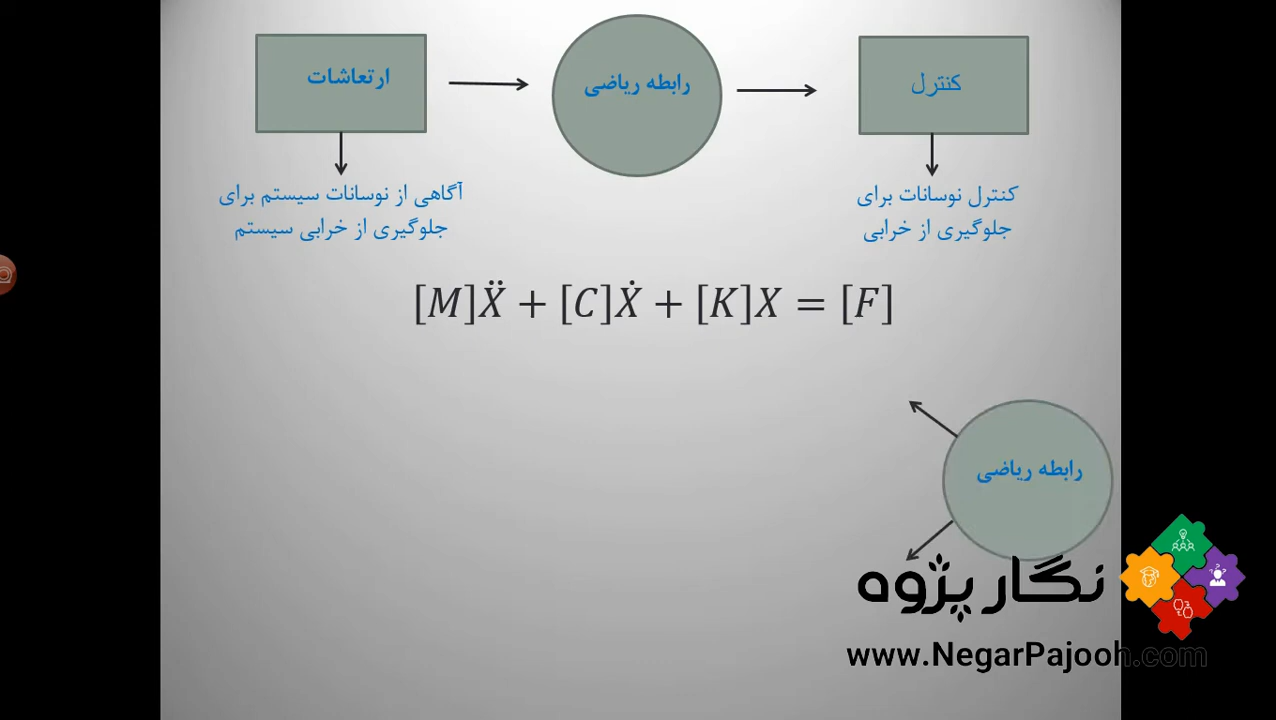 ارتعاشات
رابطه ریاضی
کنترل
آگاهی از نوسانات سیستم برای
جلوگیری از خرابی سیستم
کنترل نوسانات برای
جلوگیری از خرابی
[M]Ẍ + [C]Ẋ + [K]X = [F]
رابطه ریاضی
نگار پژوه
www.NegarPajooh.com